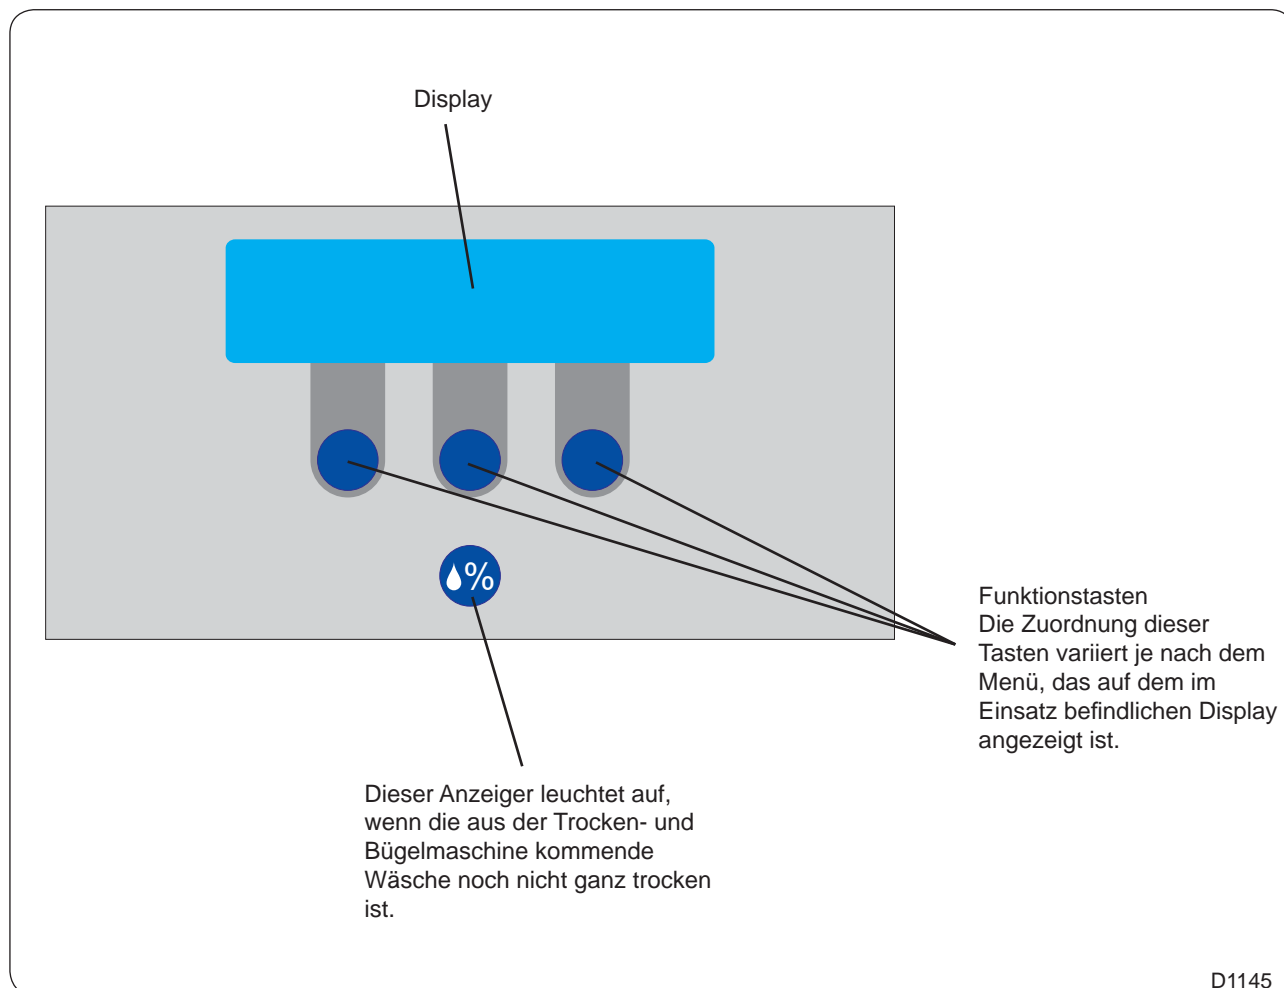 Display
%
Funktionstasten
Die Zuordnung dieser
Tasten variiert je nach dem
Menü, das auf dem im
Einsatz befindlichen Display
angezeigt ist.
Dieser Anzeiger leuchtet auf,
wenn die aus der Trocken- und
Bügelmaschine kommende
Wäsche noch nicht ganz trocken
ist.
D1145